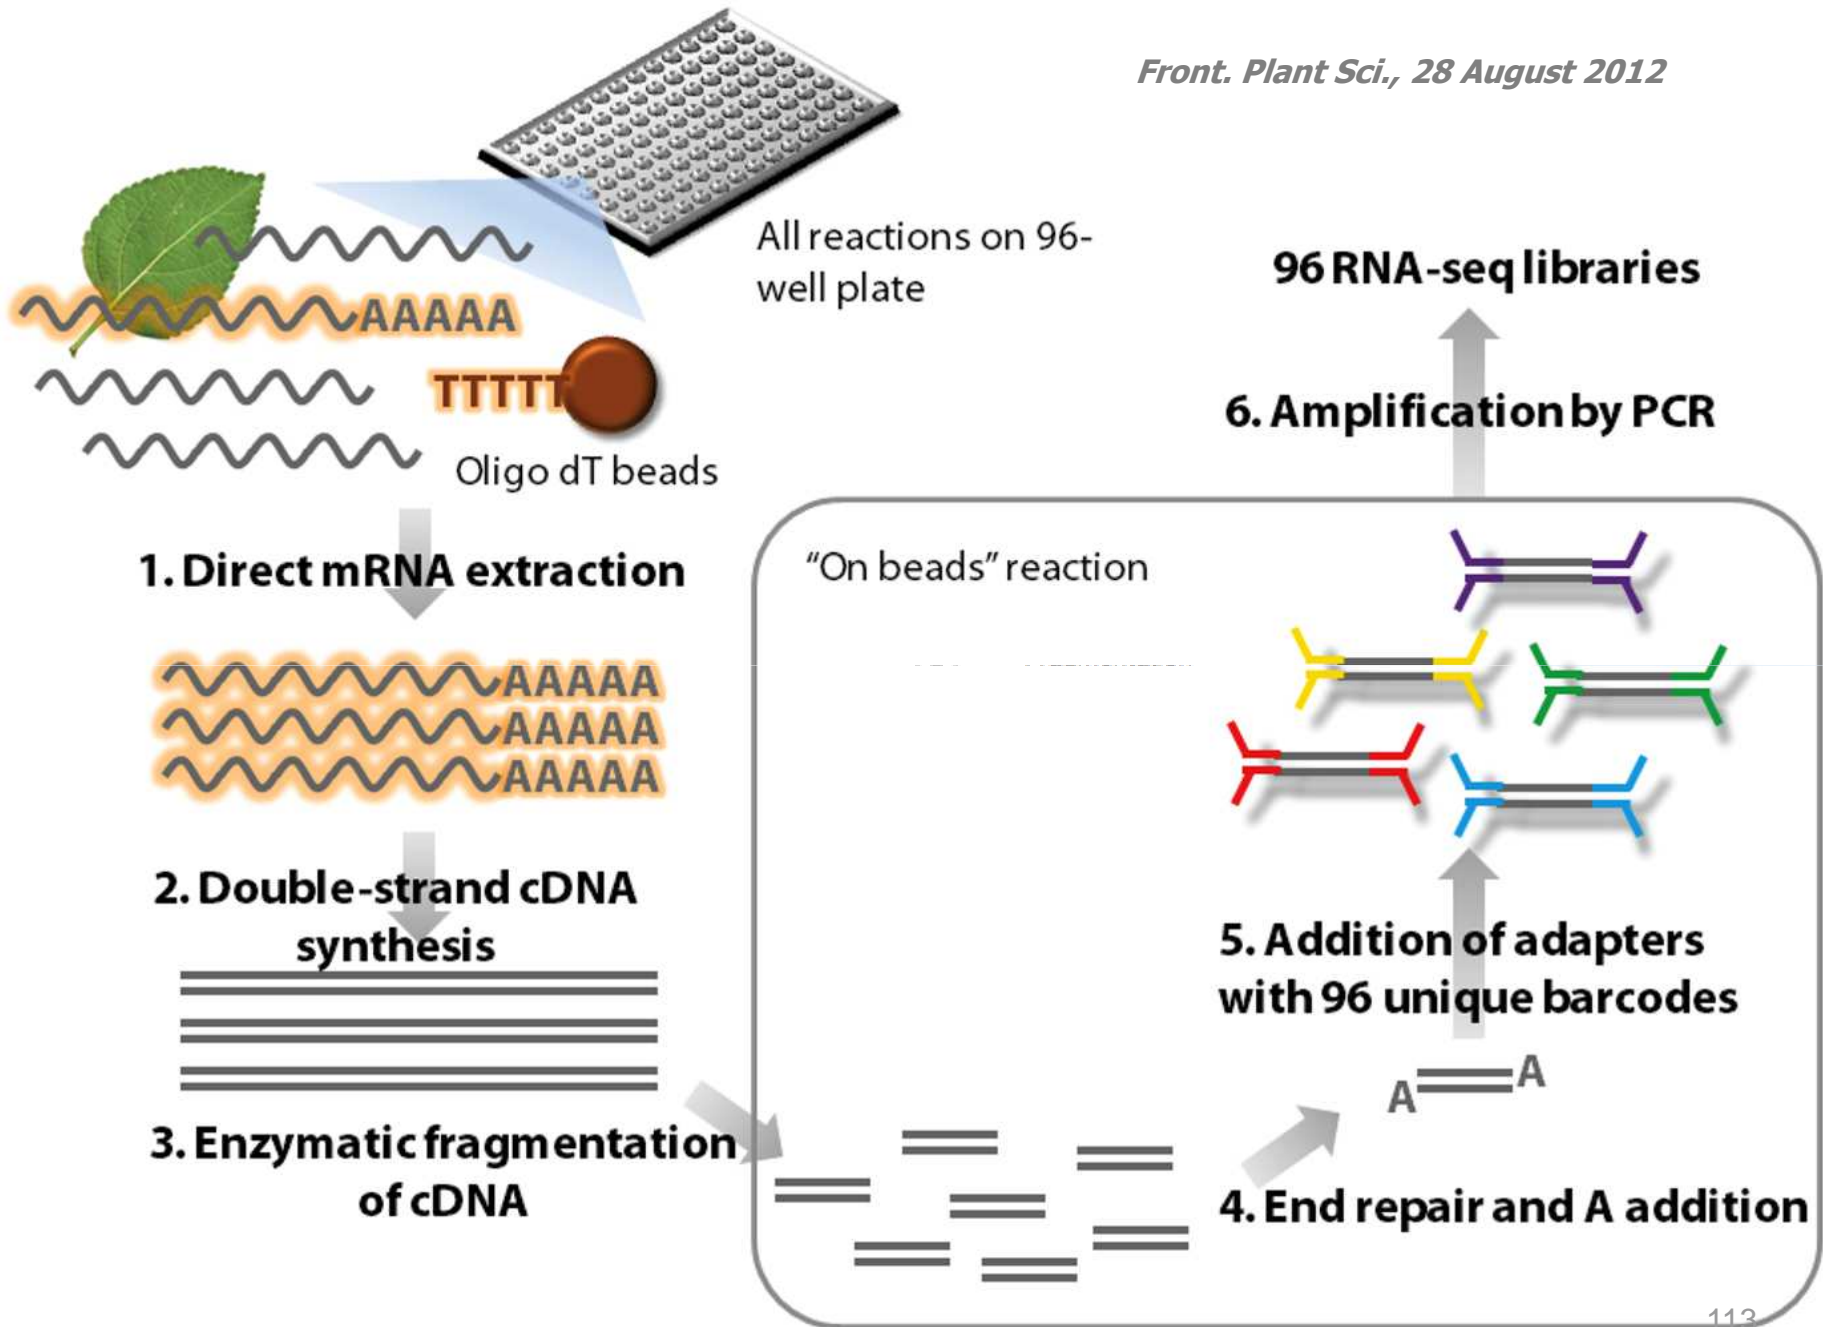 Front. Plant Sci., 28 August 2012
All reactions on 96-
well plate
AAAAA
TTTTT
Oligo dT beads
1. Direct mRNA extraction
AAAAA
AAAAA
AAAAA
2. Double-strand cDNA
synthesis
3. Enzymatic fragmentation
of cDNA
"On beads" reaction
4. End repair and A addition
A
A
5. Addition of adapters
with 96 unique barcodes
6. Amplification by PCR
96 RNA-seq libraries
113